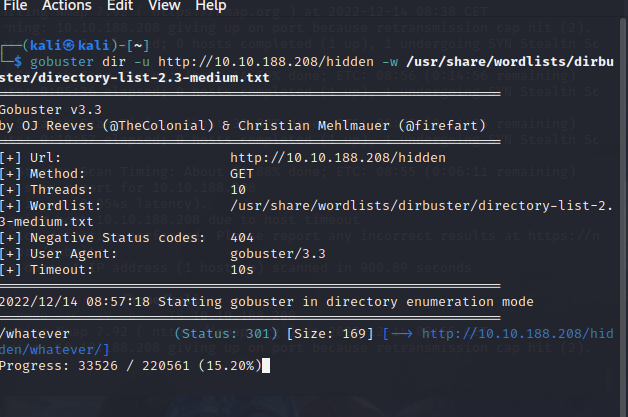 File Actions Edit View Help
┌──(kali㉿kali)-[~]
└─$ gobuster dir -u http://10.10.188.208/hidden -w /usr/share/wordlists/dirbu
ster/directory-list-2.3-medium.txt
===============================================================
Gobuster v3.3
by OJ Reeves (@TheColonial) & Christian Mehlmauer (@firefart)
===============================================================
[+] Url: http://10.10.188.208/hidden
[+] Method: GET
[+] Threads: 10
[+] Wordlist: /usr/share/wordlists/dirbuster/directory-list-2.
3-medium.txt
[+] Negative Status codes: 404
[+] User Agent: gobuster/3.3
[+] Timeout: 10s
===============================================================
2022/12/14 08:57:18 Starting gobuster in directory enumeration mode
===============================================================
/whatever (Status: 301) [Size: 169] [--> http://10.10.188.208/hid
den/whatever/]
Progress: 33526 / 220561 (15.20%)